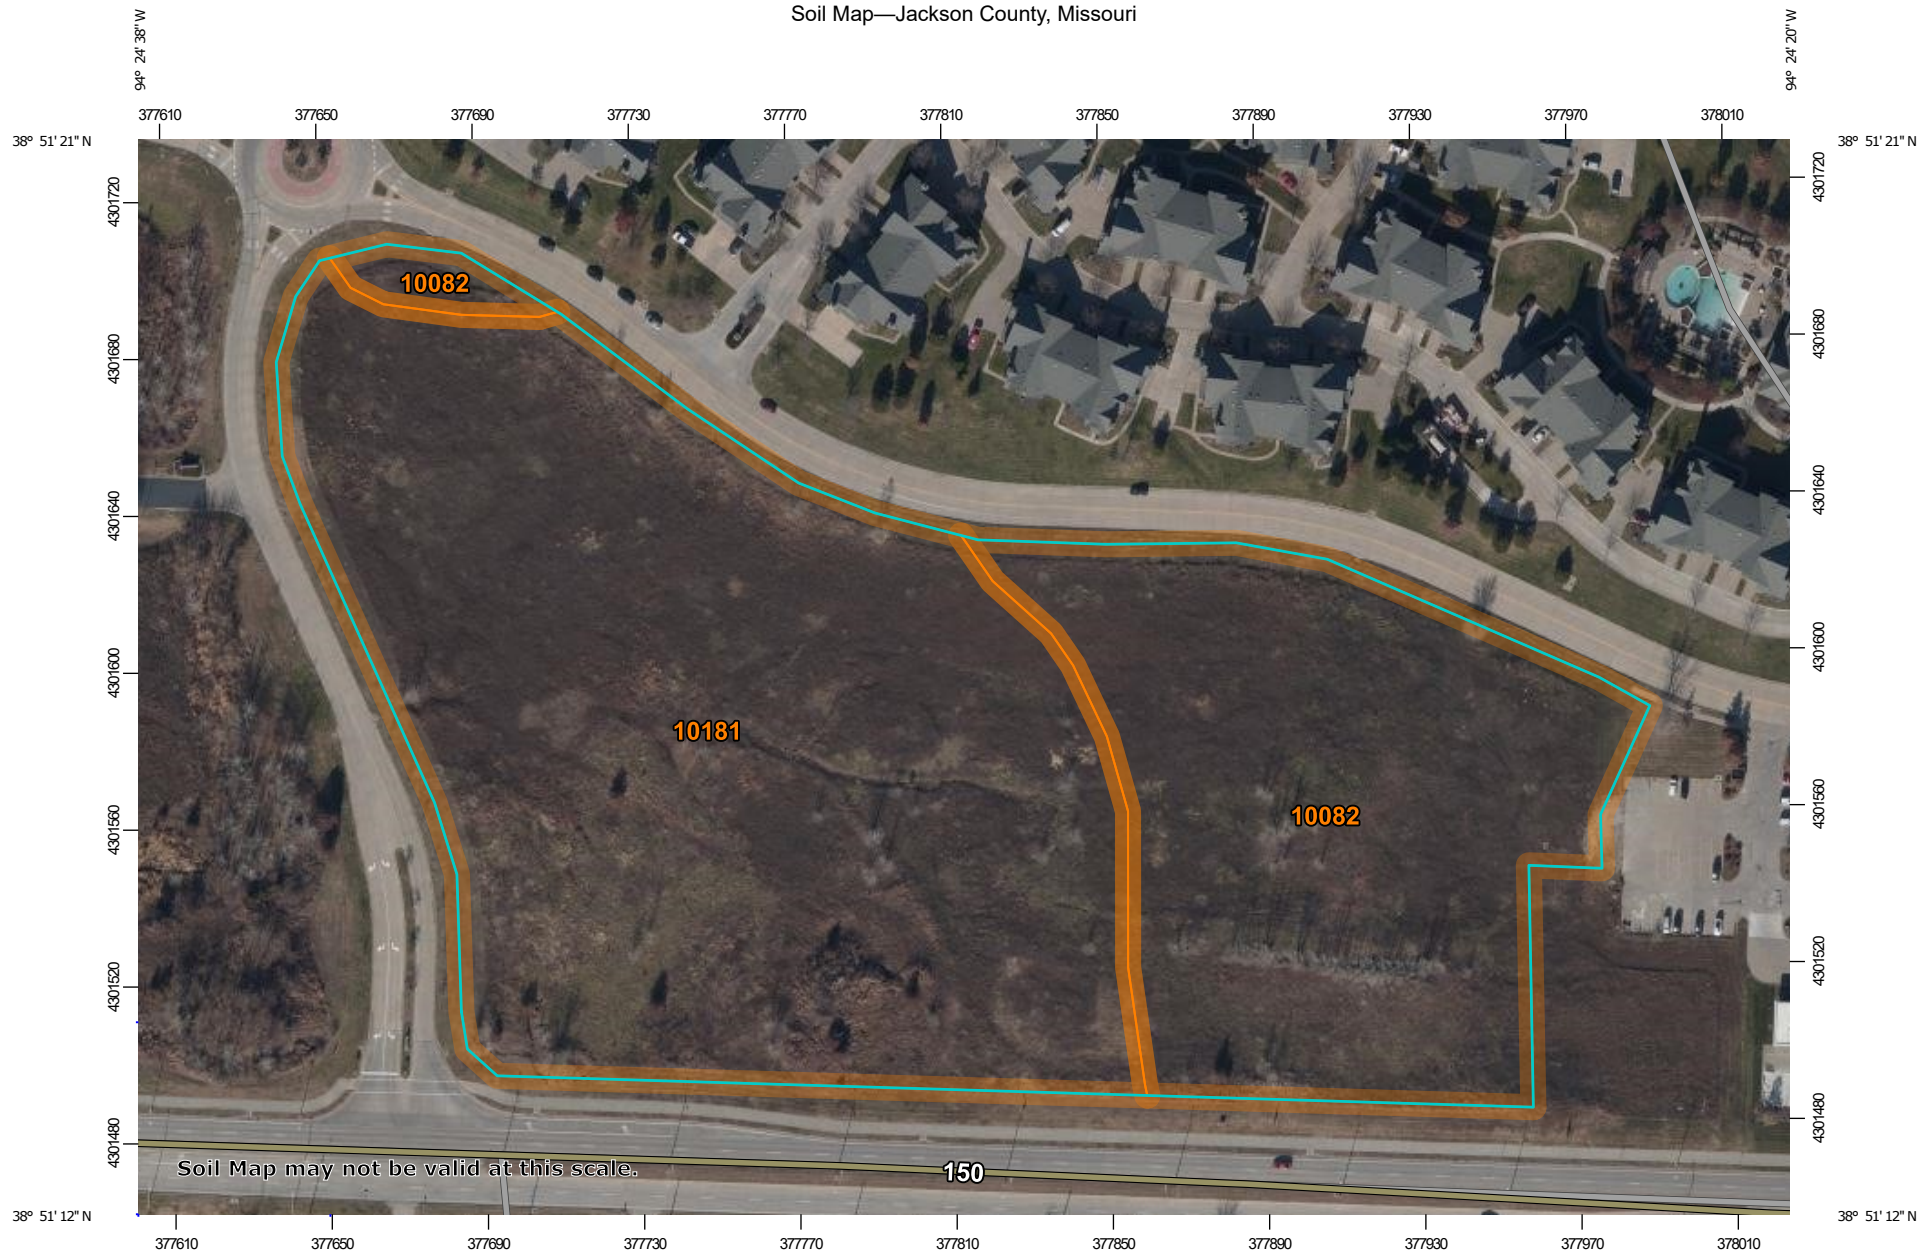 Soil Map—Jackson County, Missouri
94° 24' 38" W
94° 24' 20" W
377610 377650 377690 377730 377770 377810 377850 377890 377930 377970 378010
38° 51' 21" N
38° 51' 21" N
4301720
4301720
10082
4301680
4301680
4301640
4301640
4301600
4301600
10181
4301560
4301560
10082
4301520
4301520
4301480
4301480
Soil Map may not be valid at this scale.
150
38° 51' 12" N
38° 51' 12" N
377610 377650 377690 377730 377770 377810 377850 377890 377930 377970 378010